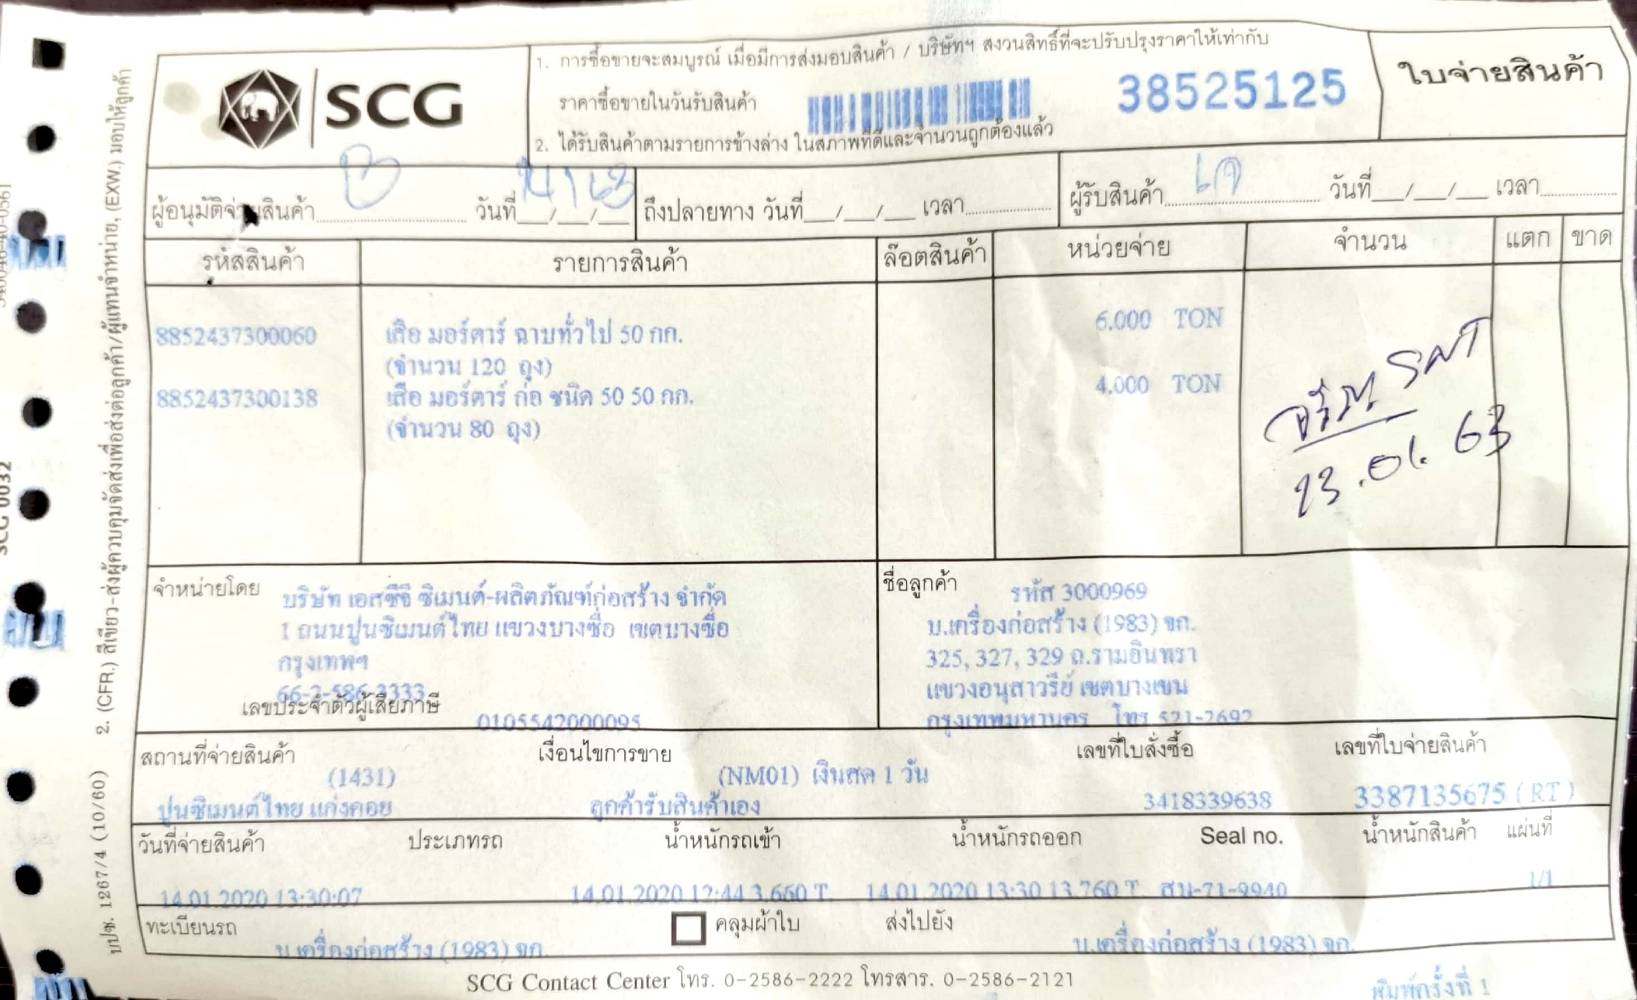 SCG
1. การซื้อขายจะสมบูรณ์ เมื่อมีการส่งมอบสินค้า / บริษัทฯ สงวนสิทธิ์ที่จะปรับปรุงราคาให้เท่ากับ
ราคาซื้อขายในวันรับสินค้า
38525125
2. ได้รับสินค้าตามรายการข้างล่าง ในสภาพที่ดีและจำนวนถูกต้องแล้ว
ใบจ่ายสินค้า
ผู้อนุมัติจ่ายสินค้า วันที่ __/__/__ ถึงปลายทาง วันที่ __/__/__ เวลา ผู้รับสินค้า วันที่ __/__/__ เวลา
รหัสสินค้า รายการสินค้า ล๊อตสินค้า หน่วยจ่าย จำนวน แตก ขาด
8852437300060 เสือ มอร์ตาร์ ฉาบทั่วไป 50 กก. 6.000 TON
(จำนวน 120 ถุง)
8852437300138 เสือ มอร์ตาร์ ก่อ ชนิด 50 50 กก. 4.000 TON
(จำนวน 80 ถุง)
23.01.63
จำหน่ายโดย
บริษัท เอสซีจี ซิเมนต์-ผลิตภัณฑ์ก่อสร้าง จำกัด
1 ถนนปูนซิเมนต์ไทย แขวงบางซื่อ เขตบางซื่อ
กรุงเทพฯ
66-2-586-3333
เลขประจำตัวผู้เสียภาษี 0105542000095
ชื่อลูกค้า รหัส 3000969
บ.เครื่องก่อสร้าง (1983) จก.
325, 327, 329 ถ.รามอินทรา
แขวงอนุสาวรีย์ เขตบางเขน
กรุงเทพมหานคร โทร 521-2692
สถานที่จ่ายสินค้า เงื่อนไขการขาย เลขที่ใบสั่งซื้อ เลขที่ใบจ่ายสินค้า
(1431) (NM01) เงินสด 1 วัน
ปูนซิเมนต์ไทย แก่งคอย ลูกค้ารับสินค้าเอง 3418339638 3387135675 (RT)
วันที่จ่ายสินค้า ประเภทรถ น้ำหนักรถเข้า น้ำหนักรถออก Seal no. น้ำหนักสินค้า แผ่นที่
14.01.2020 13:30:07 14.01.2020 12:44 3.660 T. 14.01.2020 13:30 13.760 T. สบ-71-9940 1/1
ทะเบียนรถ คลุมผ้าใบ ส่งไปยัง
บ.เครื่องก่อสร้าง (1983) จก. บ.เครื่องก่อสร้าง (1983) จก.
SCG Contact Center โทร. 0-2586-2222 โทรสาร. 0-2586-2121
พิมพ์ครั้งที่ 1
บปซ. 1267/4 (10/60) 2. (CFR.) สีเขียว-ส่งผู้ควบคุมจัดส่งเพื่อส่งต่อลูกค้า/ผู้แทนจำหน่าย, (EXW.) มอบให้ลูกค้า
SCG 0032